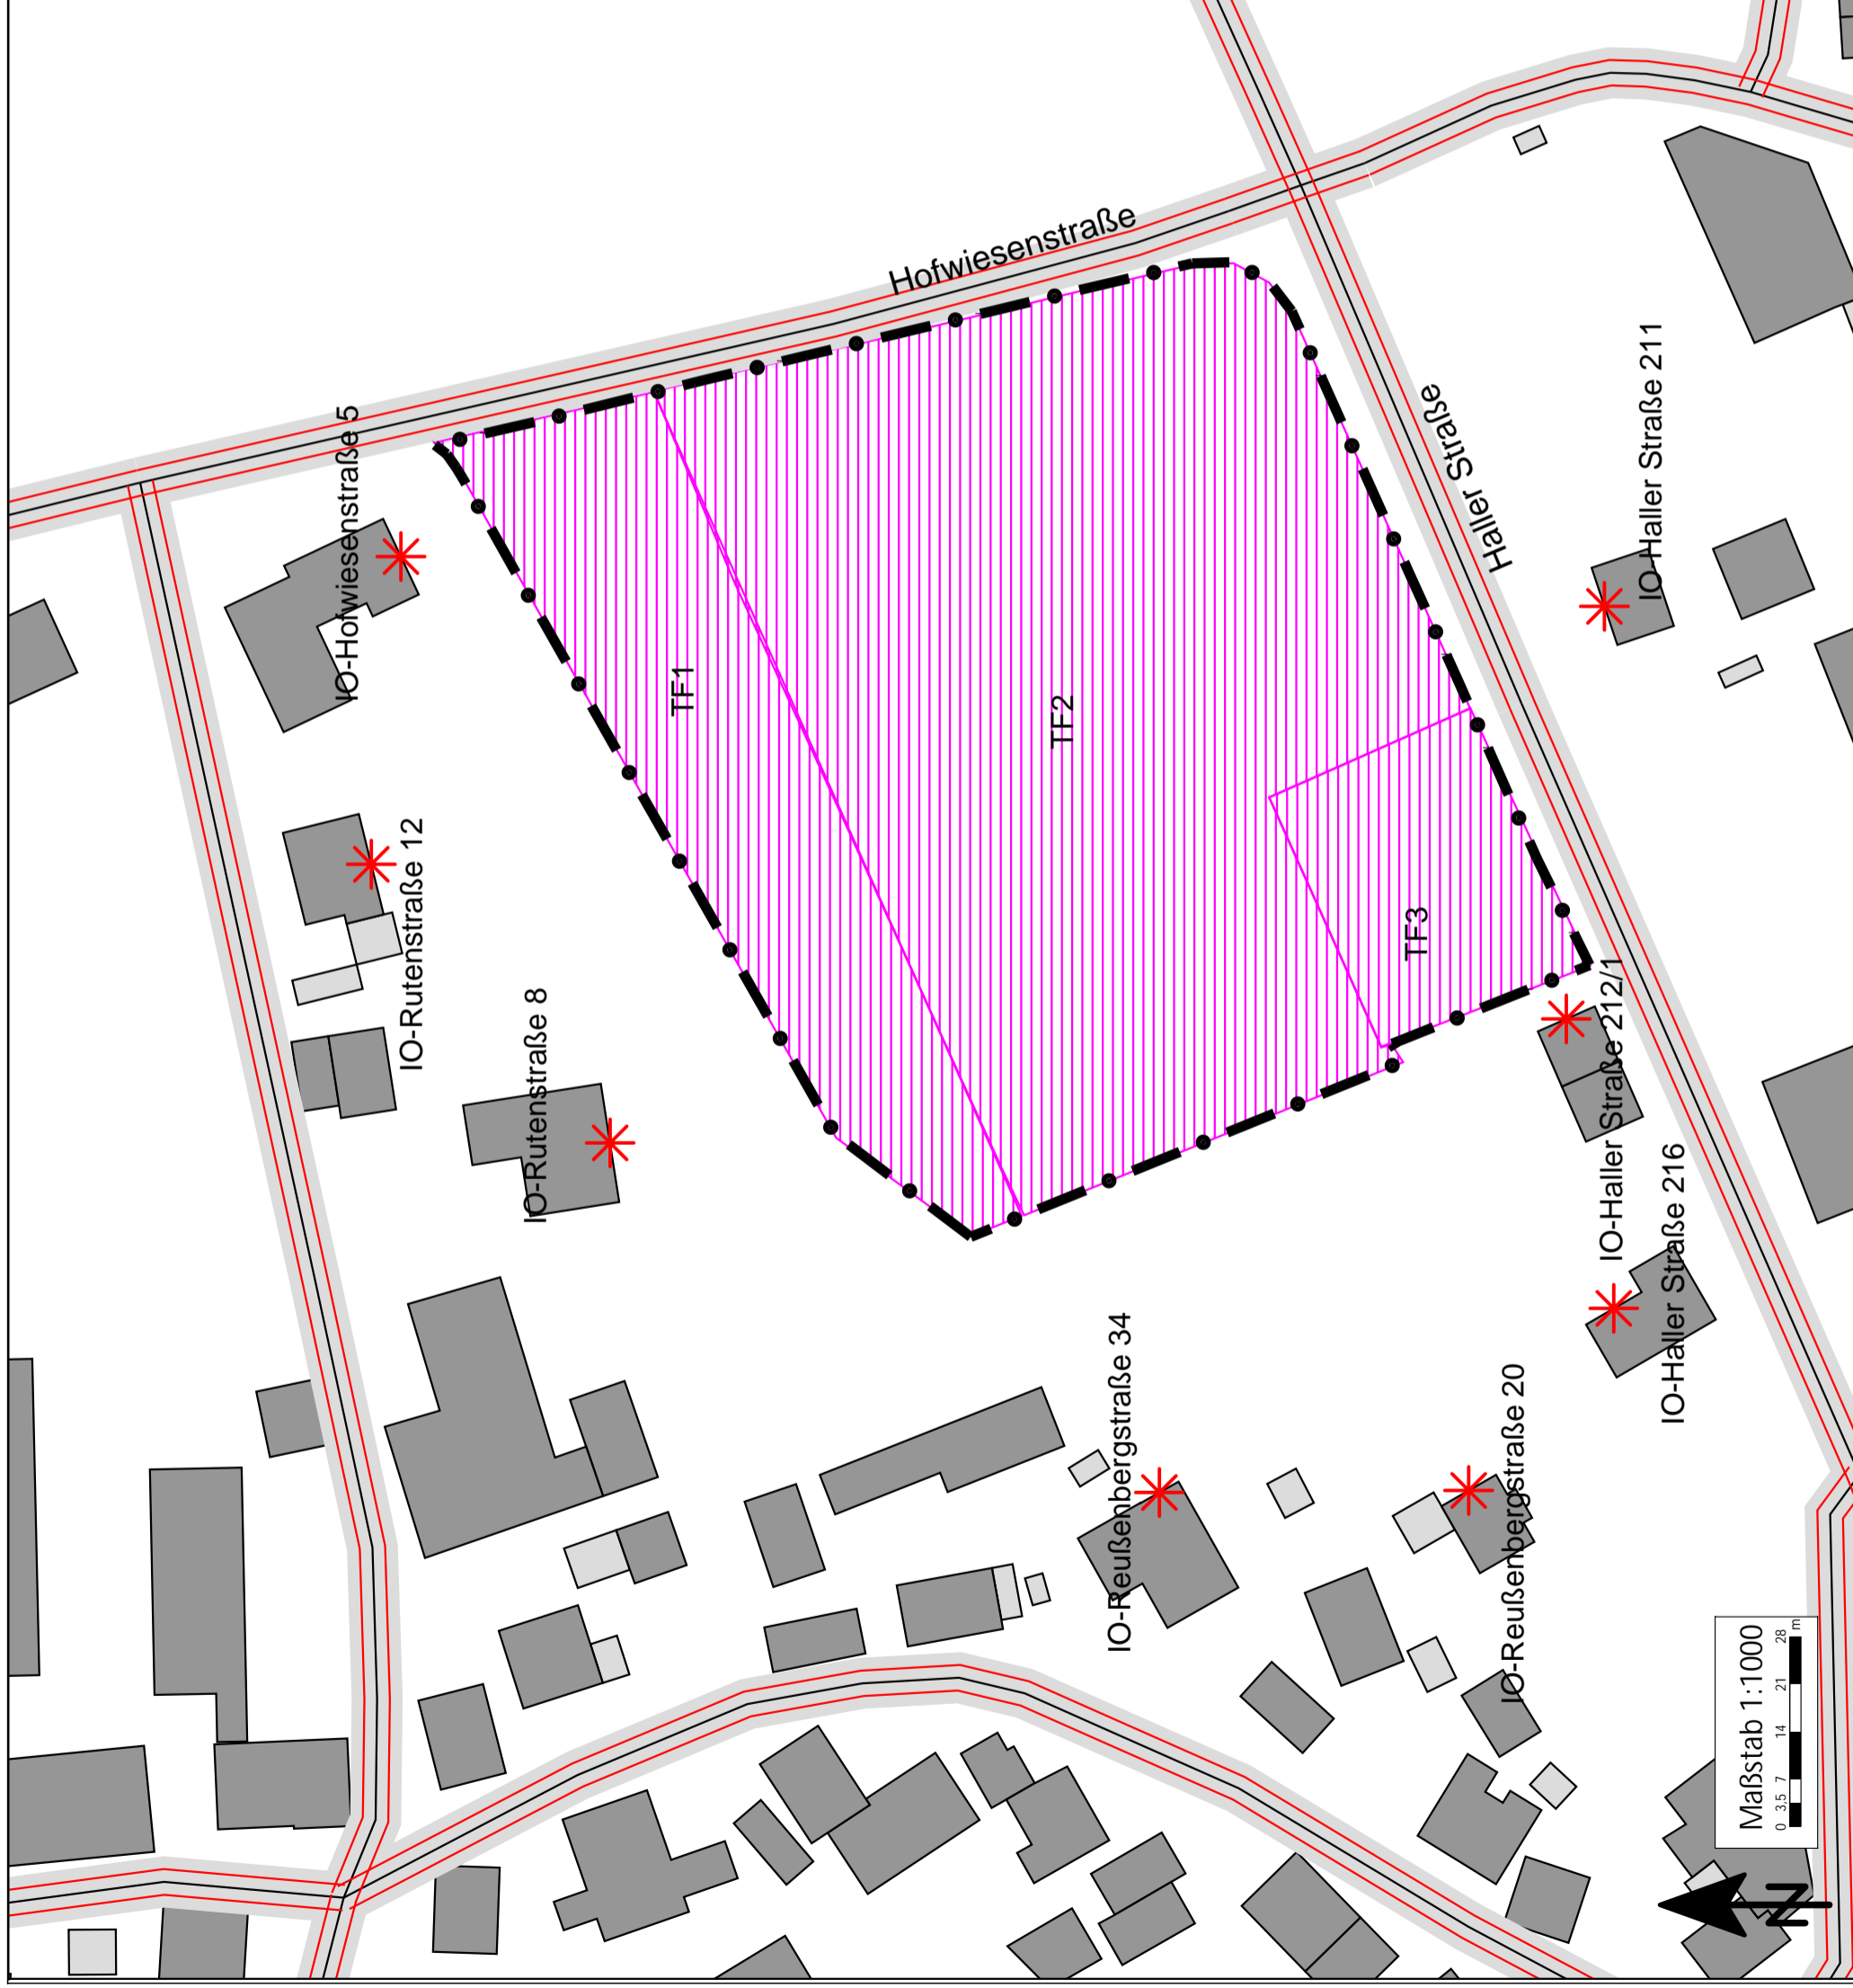 Hofwiesenstraße
IO-Hofwiesenstraße 5
Haller Straße
IO-Haller Straße 211
TF1
TF2
TF3
IO-Rutenstraße 12
IO-Rutenstraße 8
IO-Haller Straße 212/1
IO-Haller Straße 216
IO-Reußenbergstraße 34
IO-Reußenbergstraße 20
Maßstab 1:1000
0 3,5 7 14 21 28
m
N